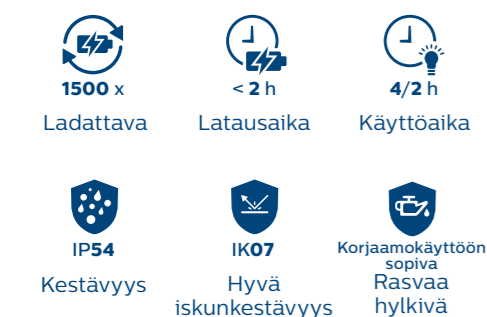 1500 x
< 2 h
4/2 h
Ladattava
Latausaika
Käyttöaika
IP54
IK07
Korjaamokäyttöön
sopiva
Kestävyys
Hyvä
iskunkestävyys
Rasvaa
hylkivä